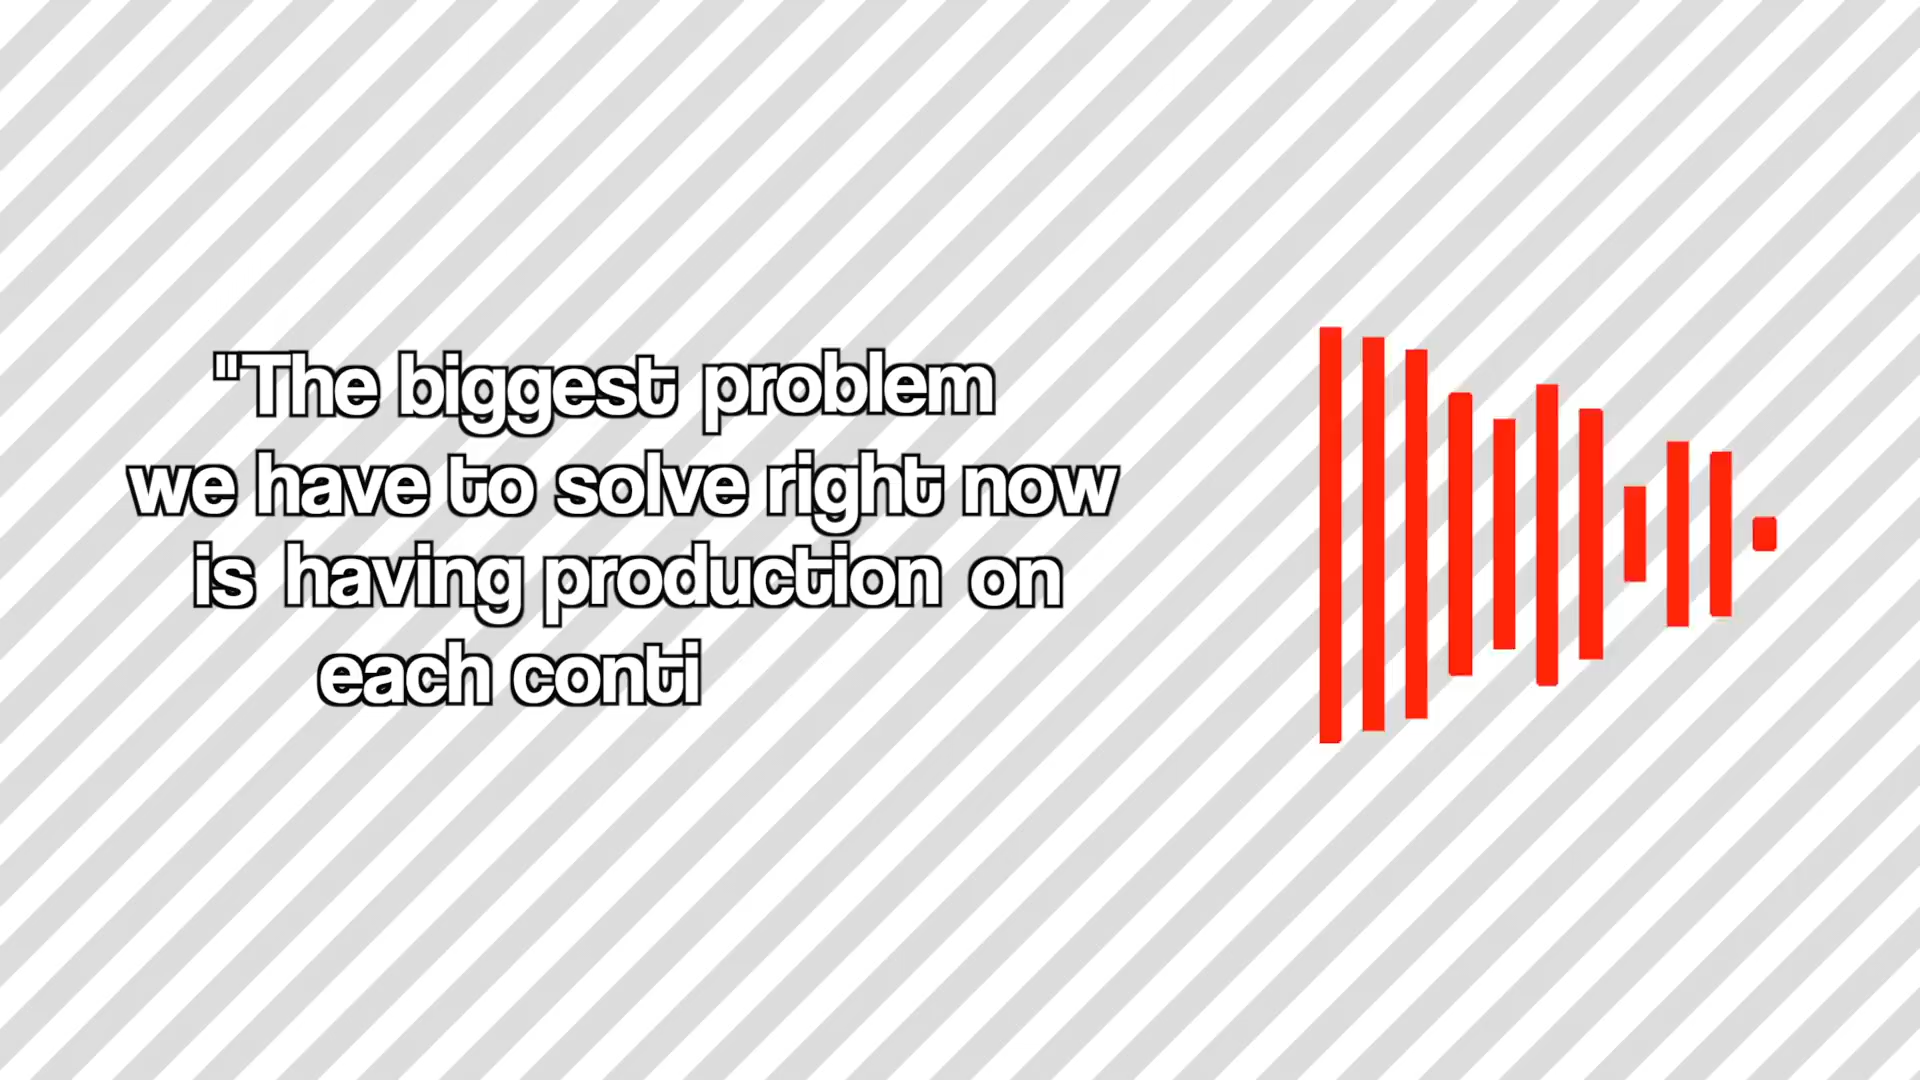 "The biggest problem
we have to solve right now
is having production on
each conti